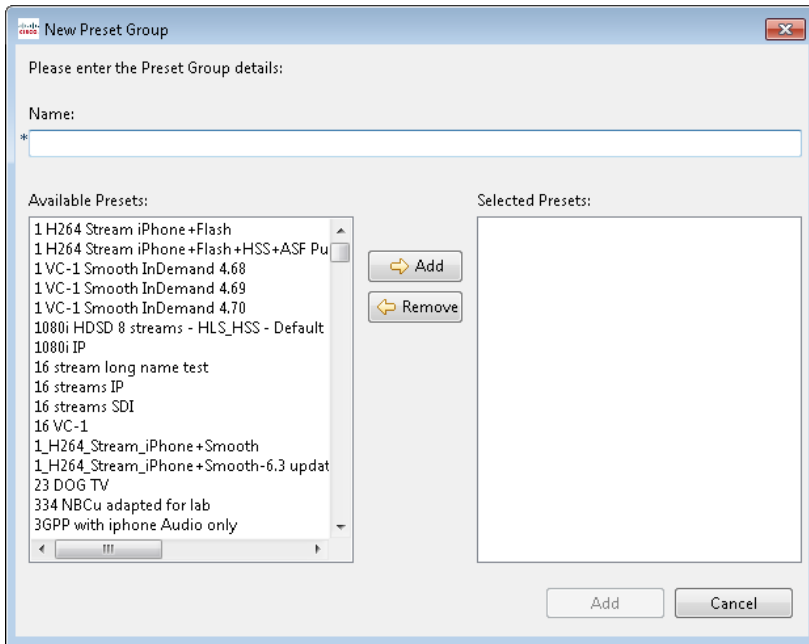 CISCO New Preset Group
Please enter the Preset Group details:
Name:
*
Available Presets:
1 H264 Stream iPhone+Flash
1 H264 Stream iPhone+Flash+HSS+ASF Pu
1 VC-1 Smooth InDemand 4.68
1 VC-1 Smooth InDemand 4.69
1 VC-1 Smooth InDemand 4.70
1080i HDSD 8 streams - HLS_HSS - Default
1080i IP
16 stream long name test
16 streams IP
16 streams SDI
16 VC-1
1_H264_Stream_iPhone+Smooth
1_H264_Stream_iPhone+Smooth-6.3 updat
23 DOG TV
334 NBCu adapted for lab
3GPP with iphone Audio only
Add
Remove
Selected Presets:
Add
Cancel